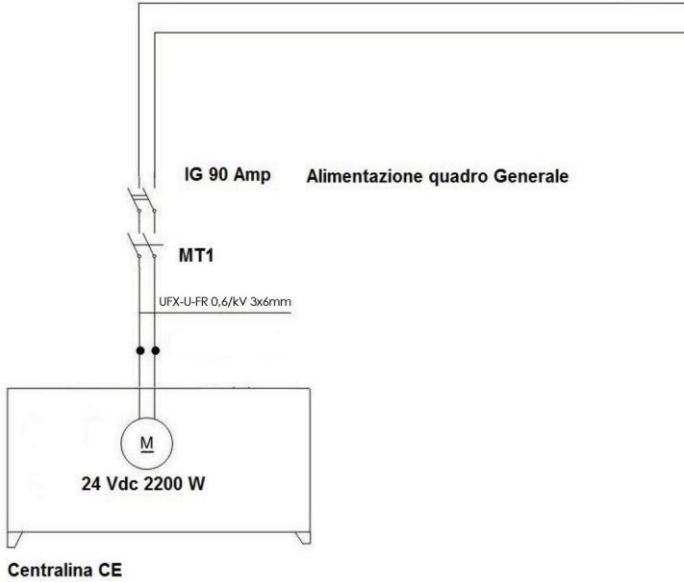 IG 90 Amp
Alimentazione quadro Generale
MT1
UFX-U-FR 0,6/kV 3x6mm
M
24 Vdc 2200 W
Centralina CE